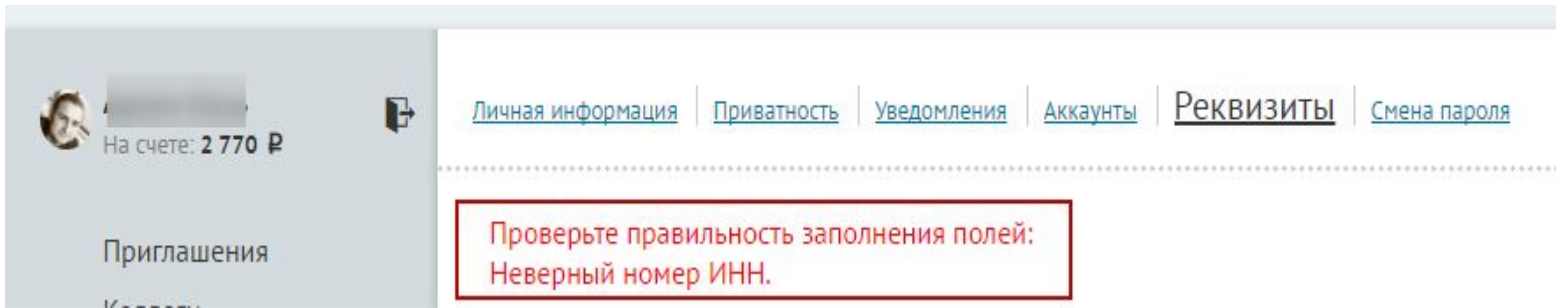 На счете: 2 770 ₽
Приглашения
Личная информация Приватность Уведомления Аккаунты Реквизиты Смена пароля
Проверьте правильность заполнения полей:
Неверный номер ИНН.